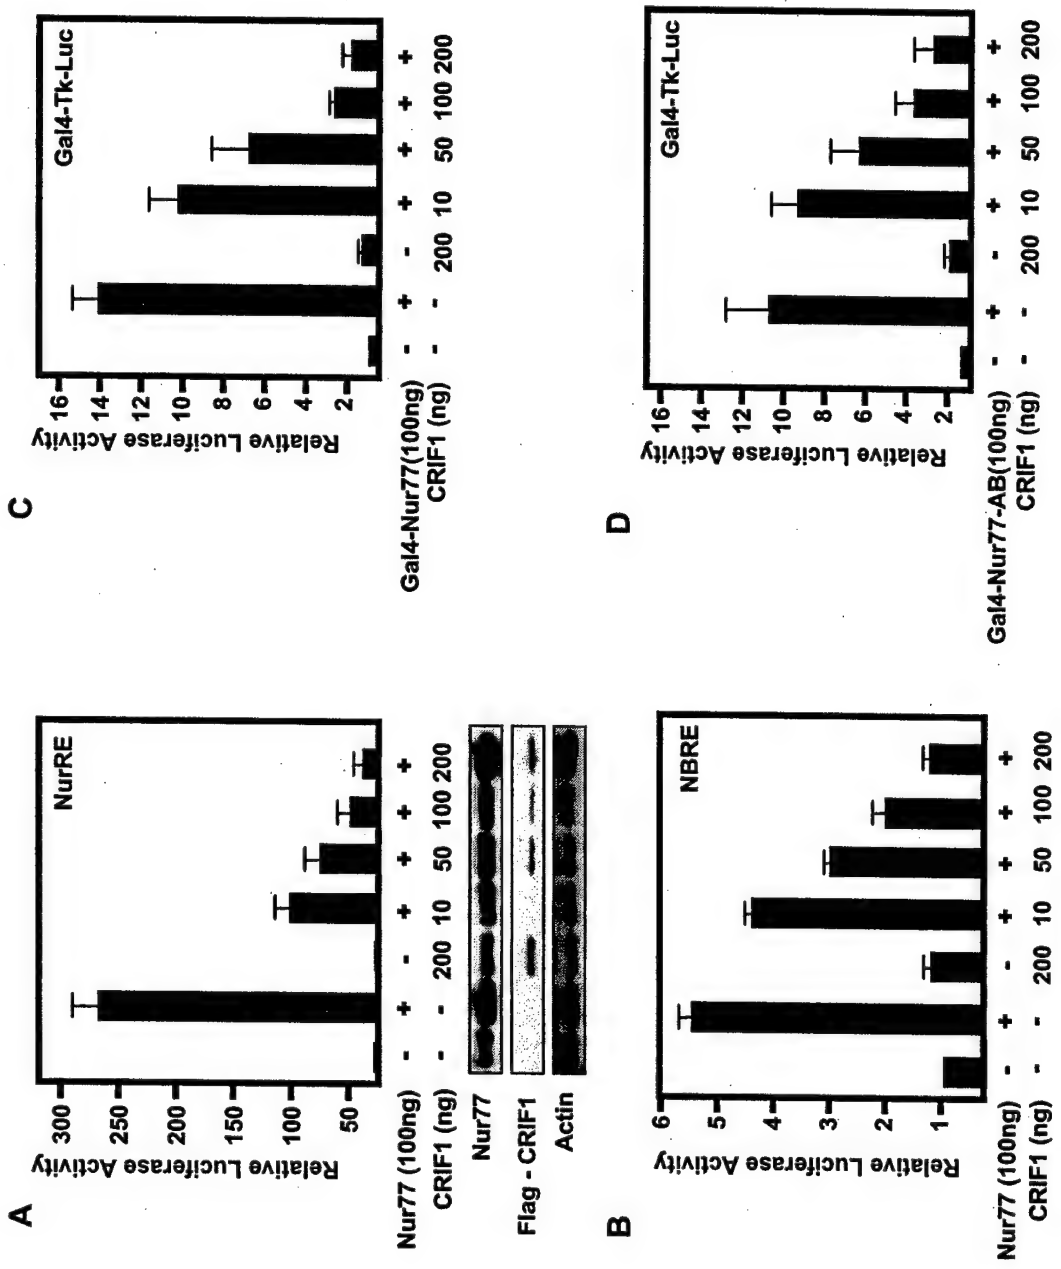 A
NurRE
Relative Luciferase Activity
300
250
200
150
100
50
Nur77 (100ng) - + - + + + +
CRIF1 (ng) - - 200 10 50 100 200
Nur77
Flag - CRIF1
Actin
B
NBRE
Relative Luciferase Activity
6
5
4
3
2
1
Nur77 (100ng) - + - + + + +
CRIF1 (ng) - - 200 10 50 100 200
C
Gal4-Tk-Luc
Relative Luciferase Activity
16
14
12
10
8
6
4
2
Gal4-Nur77(100ng) - + - + + + +
CRIF1 (ng) - - 200 10 50 100 200
D
Gal4-Tk-Luc
Relative Luciferase Activity
16
14
12
10
8
6
4
2
Gal4-Nur77-AB(100ng) - + - + + + +
CRIF1 (ng) - - 200 10 50 100 200